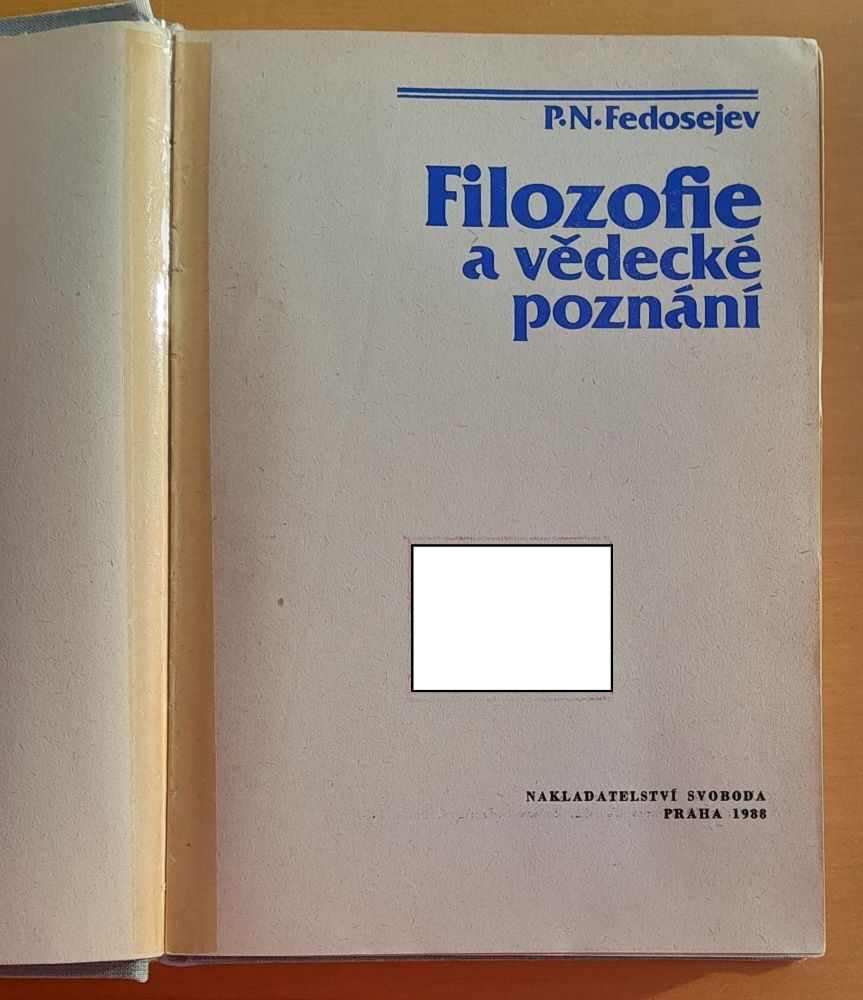 P.N.Fedosejev
Filozofie
a vědecké
poznání
NAKLADATELSTVÍ SVOBODA
PRAHA 1988